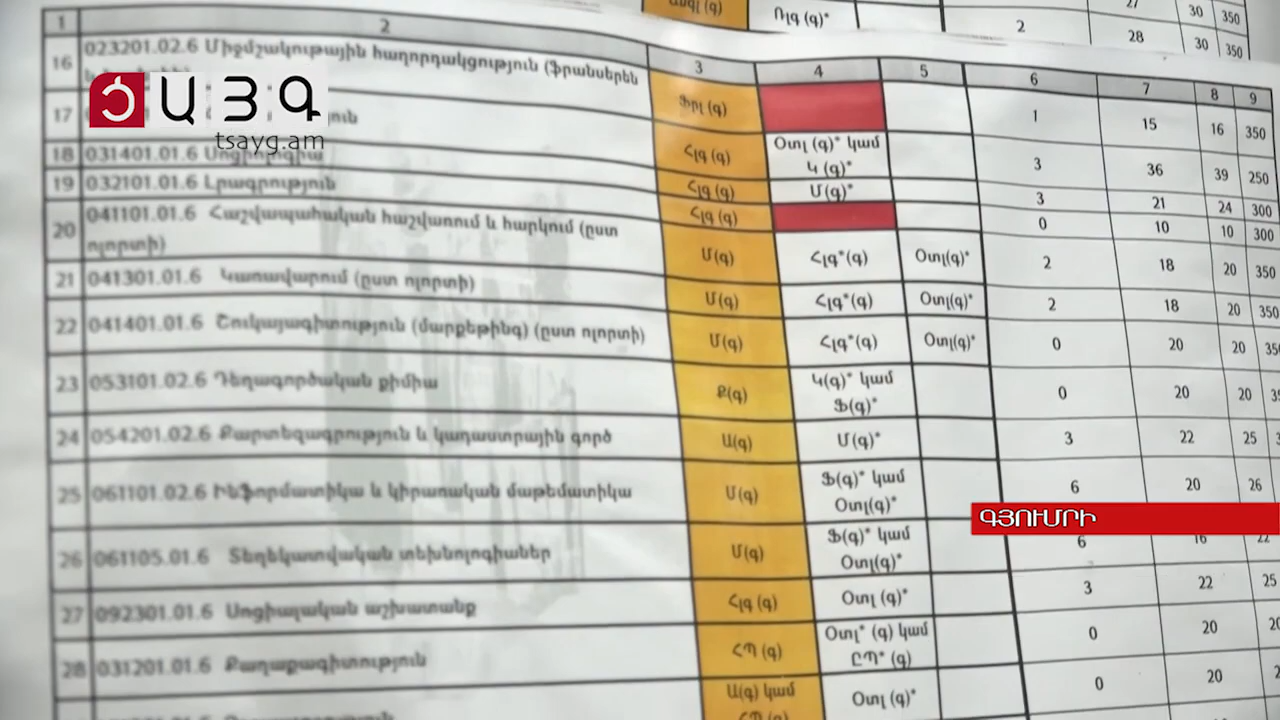 Ռլգ (գ)* 2 28 30 350
27 30 350
1 2 3 4 5 6 7 8 9
16 023201.02.6 Միջմշակութային հաղորդակցություն (ֆրանսերեն
Ֆրլ (գ) 1 15 16 350
17
Հլգ (գ) Օտլ (գ)* կամ
Կ (գ)* 3 36 39 250
18 031401.01.6 Սոցիոլոգիա Հլգ (գ) Մ(գ)* 3 21 24 300
19 032101.01.6 Լրագրություն Հլգ (գ) 0 10 10 300
20 041101.01.6 Հաշվապահական հաշվառում և հարկում (ըստ
ոլորտի) Մ(գ) Հլգ*(գ) Օտլ(գ)* 2 18 20 350
21 041301.01.6 Կառավարում (ըստ ոլորտի) Մ(գ) Հլգ*(գ) Օտլ(գ)* 2 18 20 350
22 041401.01.6 Շուկայագիտություն (մարքեթինգ) (ըստ ոլորտի) Մ(գ) Հլգ*(գ) Օտլ(գ)* 0 20 20
23 053101.02.6 Դեղագործական քիմիա Ք(գ) Կ(գ)* կամ
Ֆ(գ)* 0 20 20
24 054201.02.6 Քարտեզագրություն և կադաստրային գործ Ա(գ) Մ(գ)* 3 22 25
25 061101.02.6 Ինֆորմատիկա և կիրառական մաթեմատիկա Մ(գ) Ֆ(գ)* կամ
Օտլ(գ)* 6 20 26
26 061105.01.6 Տեղեկատվական տեխնոլոգիաներ Մ(գ) Ֆ(գ)* կամ
Օտլ(գ)* 6 16 22
27 092301.01.6 Սոցիալական աշխատանք Հլգ (գ) Օտլ (գ)* 3 22 25
28 031201.01.6 Քաղաքագիտություն ՀՊ (գ) Օտլ* (գ) կամ
ԸՊ* (գ) 0 20 20
Ա(գ) կամ
ՀՊ (գ) Օտլ (գ)* 0 20
ԾԱՅԳ
tsayg.am
ԳՅՈՒՄՐԻ